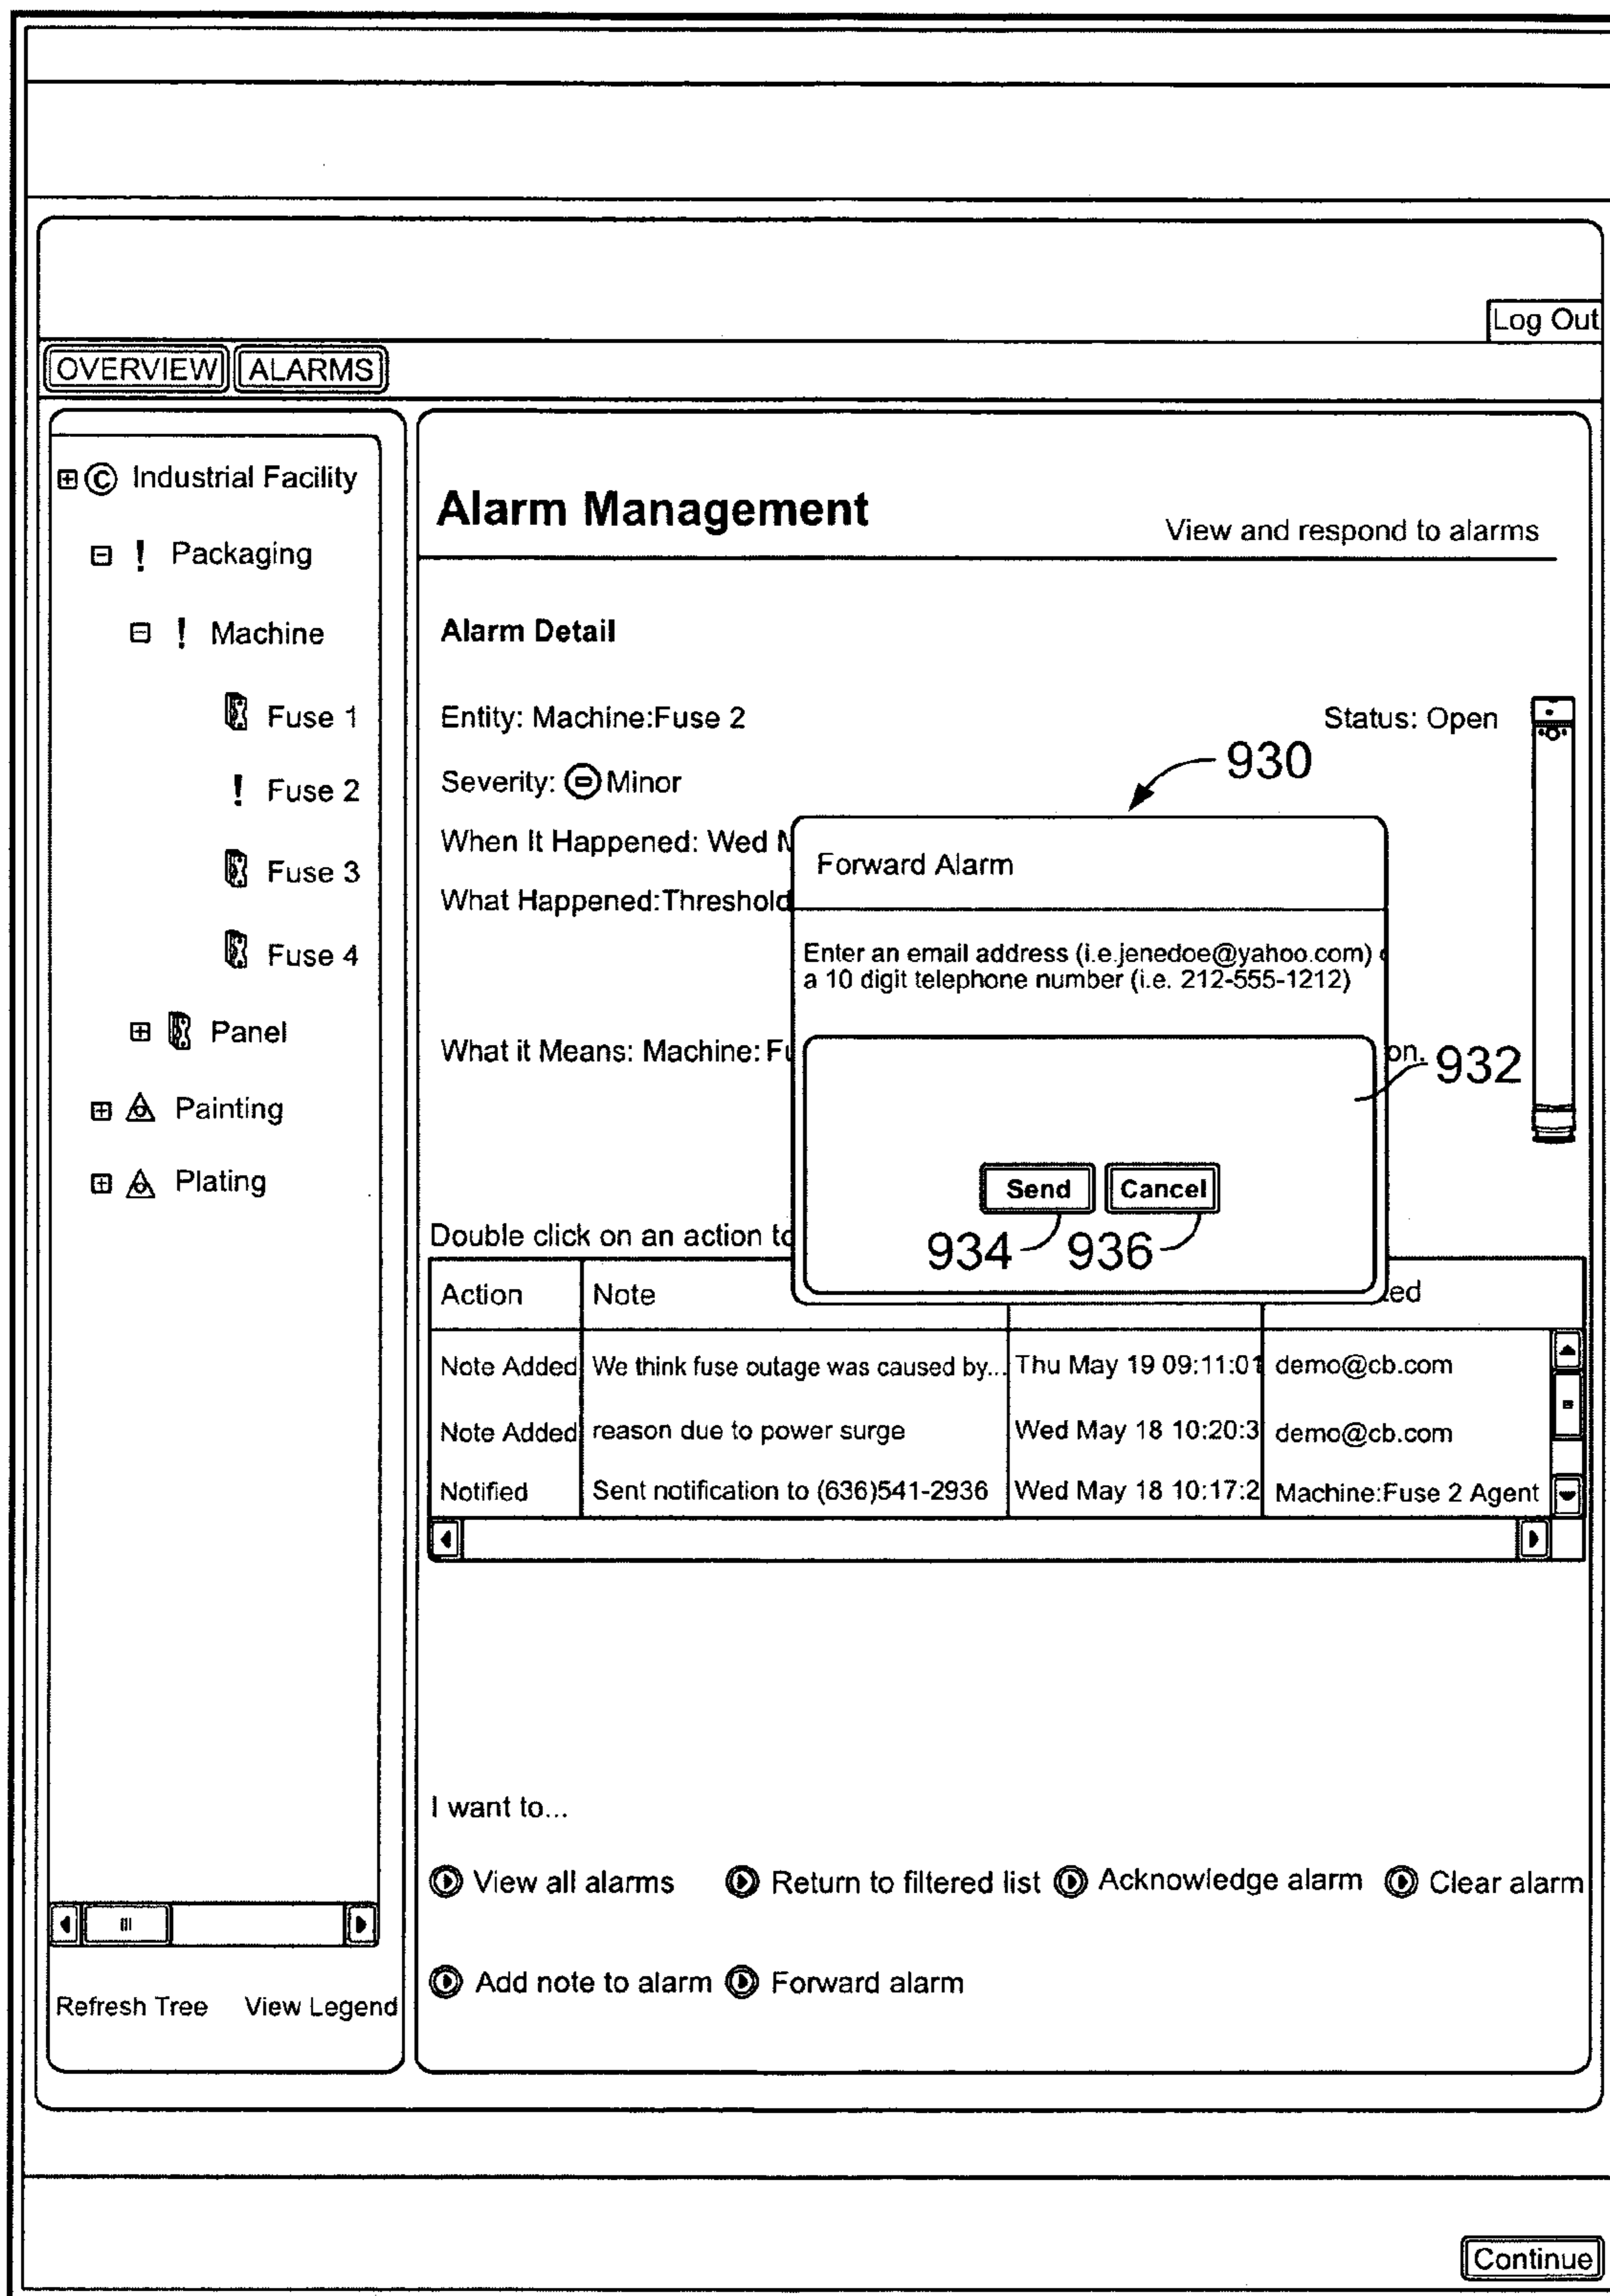 Log Out
OVERVIEW ALARMS
© Industrial Facility
! Packaging
! Machine
Fuse 1
! Fuse 2
Fuse 3
Fuse 4
Panel
Painting
Plating
Refresh Tree View Legend
Alarm Management
View and respond to alarms
Alarm Detail
Entity: Machine:Fuse 2
Status: Open
Severity: Minor
When It Happened: Wed
What Happened:Threshold
What it Means: Machine:
on.
930
Forward Alarm
Enter an email address (i.e.jenedoe@yahoo.com)
a 10 digit telephone number (i.e. 212-555-1212)
932
Send Cancel
934 936
Double click on an action to
Action Note ted
Note Added We think fuse outage was caused by... Thu May 19 09:11:01 demo@cb.com
Note Added reason due to power surge Wed May 18 10:20:3 demo@cb.com
Notified Sent notification to (636)541-2936 Wed May 18 10:17:2 Machine:Fuse 2 Agent
I want to...
View all alarms Return to filtered list Acknowledge alarm Clear alarm
Add note to alarm Forward alarm
Continue